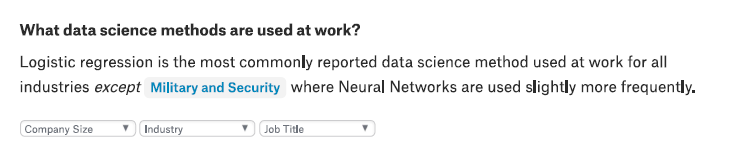 What data science methods are used at work?
Logistic regression is the most commonly reported data science method used at work for all
industries except Military and Security where Neural Networks are used slightly more frequently.
Company Size Industry Job Title